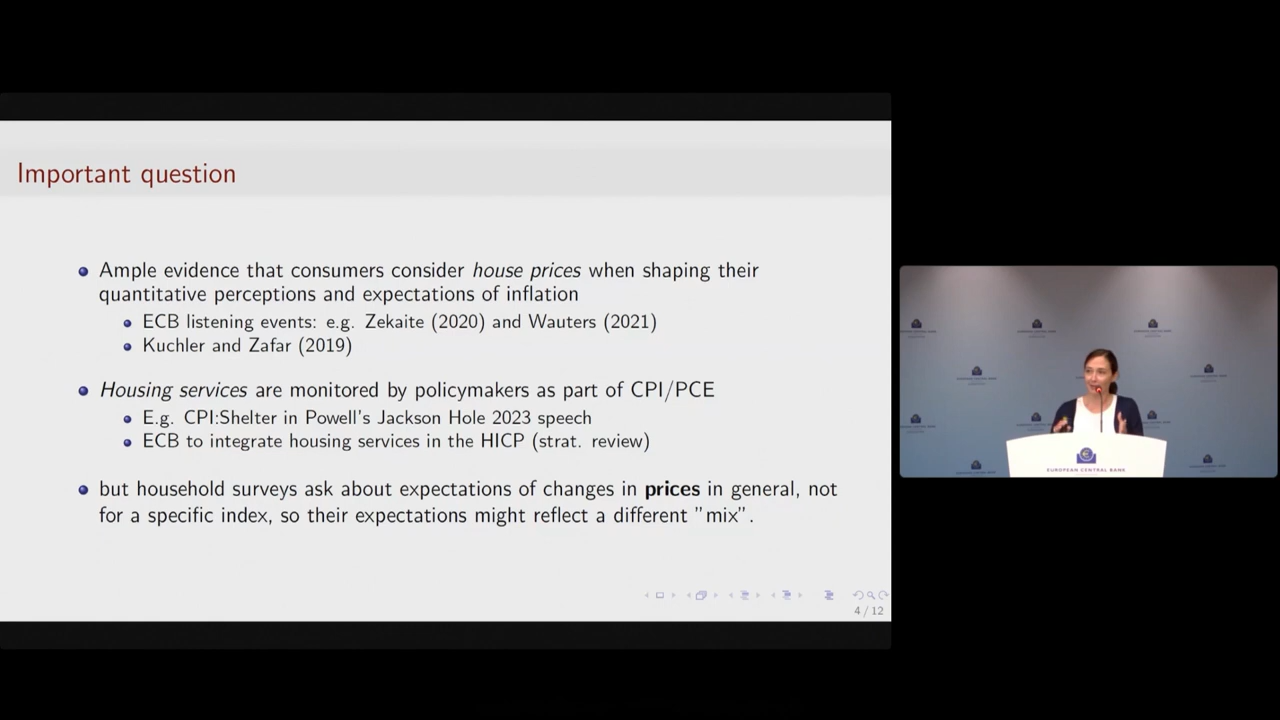 Important question
Ample evidence that consumers consider house prices when shaping their
quantitative perceptions and expectations of inflation
ECB listening events: e.g. Zekaite (2020) and Wauters (2021)
Kuchler and Zafar (2019)
Housing services are monitored by policymakers as part of CPI/PCE
E.g. CPI:Shelter in Powell's Jackson Hole 2023 speech
ECB to integrate housing services in the HICP (strat. review)
but household surveys ask about expectations of changes in prices in general, not
for a specific index, so their expectations might reflect a different "mix".
4 / 12
EUROPEAN CENTRAL BANK